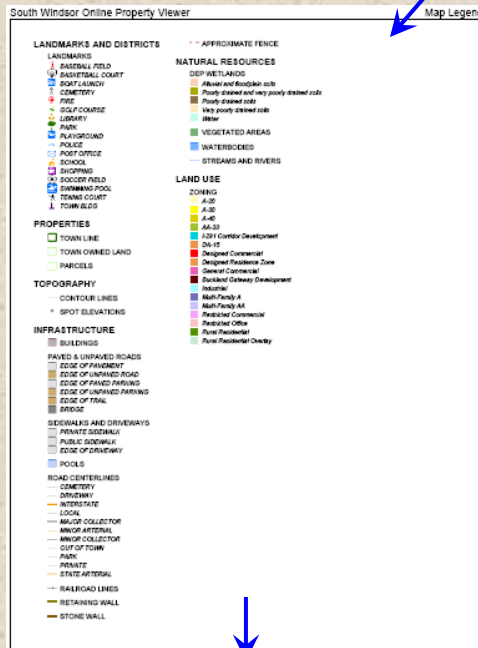 South Windsor Online Property Viewer
Map Legend
LANDMARKS AND DISTRICTS
LANDMARKS
BASEBALL FIELD
BASKETBALL COURT
BOAT LAUNCH
CEMETERY
FIRE
GOLF COURSE
LIBRARY
PARK
PLAYGROUND
POLICE
POST OFFICE
SCHOOL
SHOPPING
SOCCER FIELD
SWIMMING POOL
TENNIS COURT
TOWN BLDG
PROPERTIES
TOWN LINE
TOWN OWNED LAND
PARCELS
TOPOGRAPHY
CONTOUR LINES
SPOT ELEVATIONS
INFRASTRUCTURE
BUILDINGS
PAVED & UNPAVED ROADS
EDGE OF PAVEMENT
EDGE OF UNPAVED ROAD
EDGE OF PAVED PARKING
EDGE OF UNPAVED PARKING
EDGE OF TRAIL
BRIDGE
SIDEWALKS AND DRIVEWAYS
PRIVATE SIDEWALK
PUBLIC SIDEWALK
EDGE OF DRIVEWAY
POOLS
ROAD CENTERLINES
CEMETERY
DRIVEWAY
INTERSTATE
LOCAL
MAJOR COLLECTOR
MINOR ARTERIAL
MINOR COLLECTOR
OUT OF TOWN
PARK
PRIVATE
STATE ARTERIAL
RAILROAD LINES
RETAINING WALL
STONE WALL
APPROXIMATE FENCE
NATURAL RESOURCES
DEP WETLANDS
Alluvial and floodplain soils
Poorly drained and very poorly drained soils
Poorly drained soils
Very poorly drained soils
Water
VEGETATED AREAS
WATERBODIES
STREAMS AND RIVERS
LAND USE
ZONING
A-20
A-30
A-40
AA-30
I-291 Corridor Development
DA-15
Designed Commercial
Designed Residence Zone
General Commercial
Buckland Gateway Development
Industrial
Multi-Family A
Multi-Family AA
Restricted Commercial
Restricted Office
Rural Residential
Rural Residential Overlay